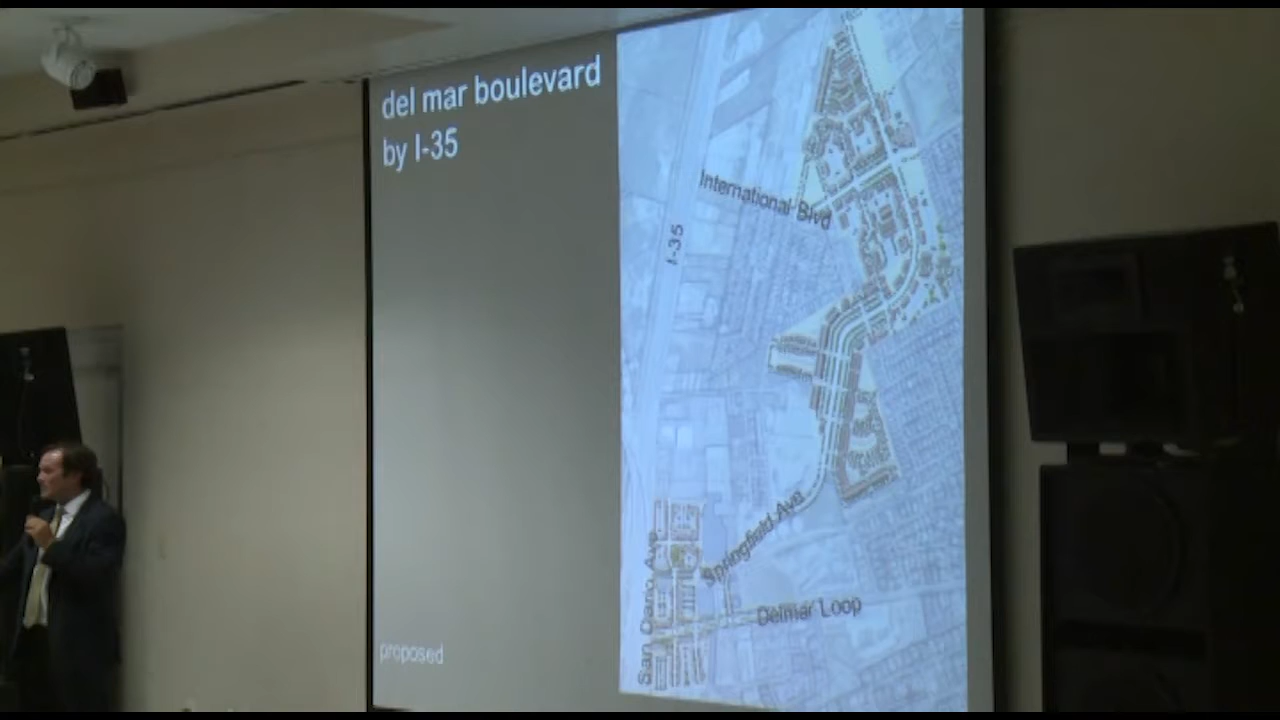 del mar boulevard
by I-35
International Blvd
I-35
Springfield Ave
San Dario Ave
Delmar Loop
proposed